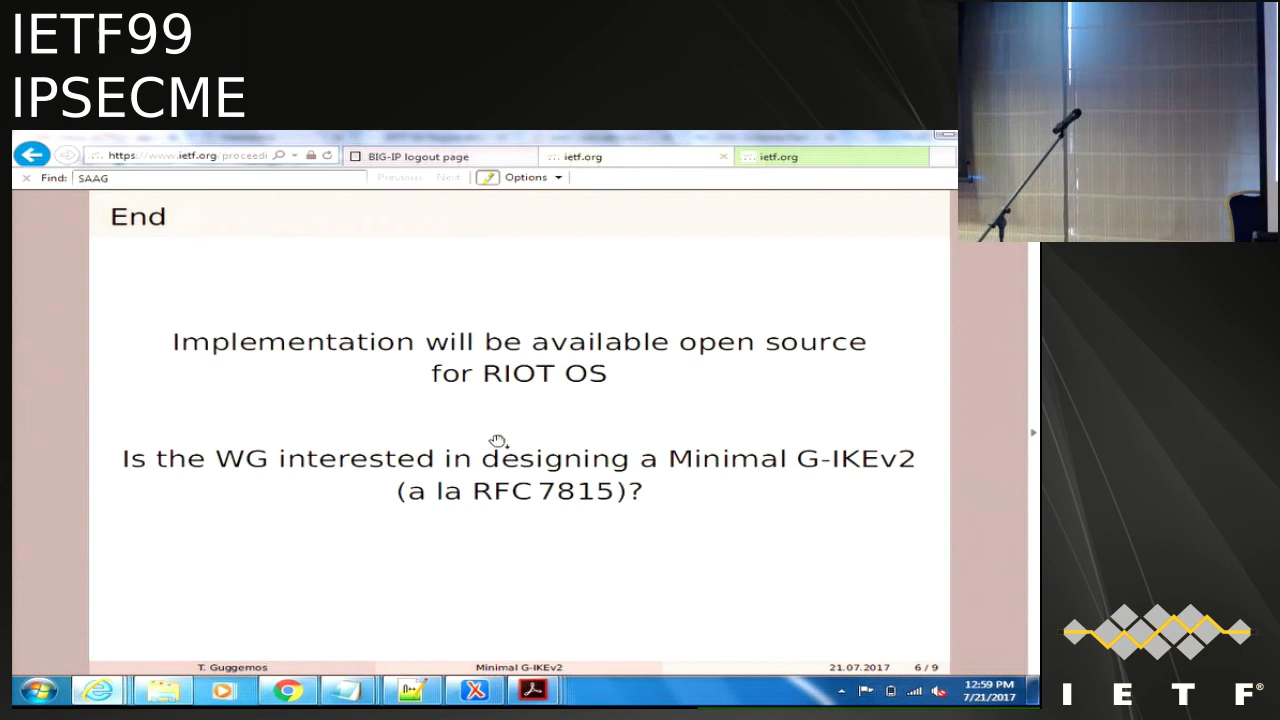 IETF99
IPSECME
https://www.ietf.org/proceedi
BIG-IP logout page
ietf.org
ietf.org
Find: SAAG
Previous Next
Options
End
Implementation will be available open source
for RIOT OS
Is the WG interested in designing a Minimal G-IKEv2
(a la RFC 7815)?
T. Guggemos
Minimal G-IKEv2
21.07.2017
6 / 9
12:59 PM
7/21/2017
I E T F®